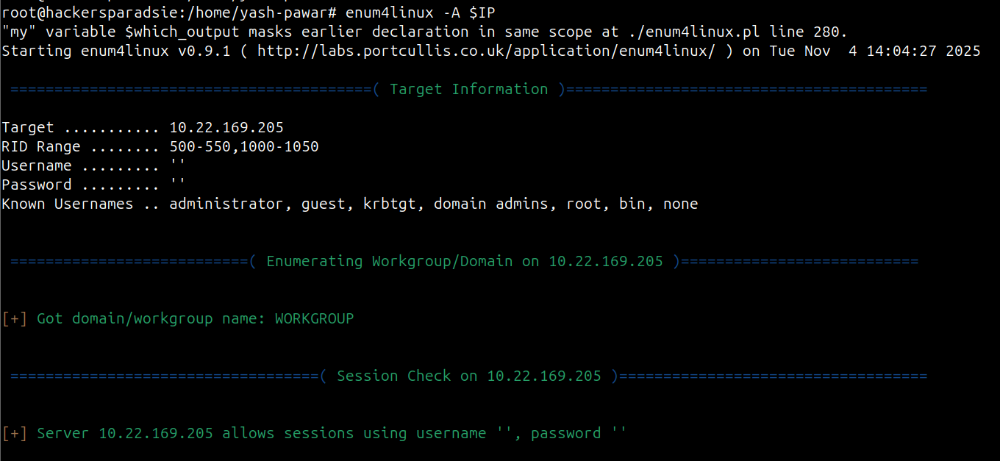 root@hackersparadsie:/home/yash-pawar# enum4linux -A $IP
"my" variable $which_output masks earlier declaration in same scope at ./enum4linux.pl line 280.
Starting enum4linux v0.9.1 ( http://labs.portcullis.co.uk/application/enum4linux/ ) on Tue Nov  4 14:04:27 2025
=========================================( Target Information )=========================================
Target ........... 10.22.169.205
RID Range ........ 500-550,1000-1050
Username ......... ''
Password ......... ''
Known Usernames .. administrator, guest, krbtgt, domain admins, root, bin, none
===========================( Enumerating Workgroup/Domain on 10.22.169.205 )===========================
[+] Got domain/workgroup name: WORKGROUP
===================================( Session Check on 10.22.169.205 )===================================
[+] Server 10.22.169.205 allows sessions using username '', password ''